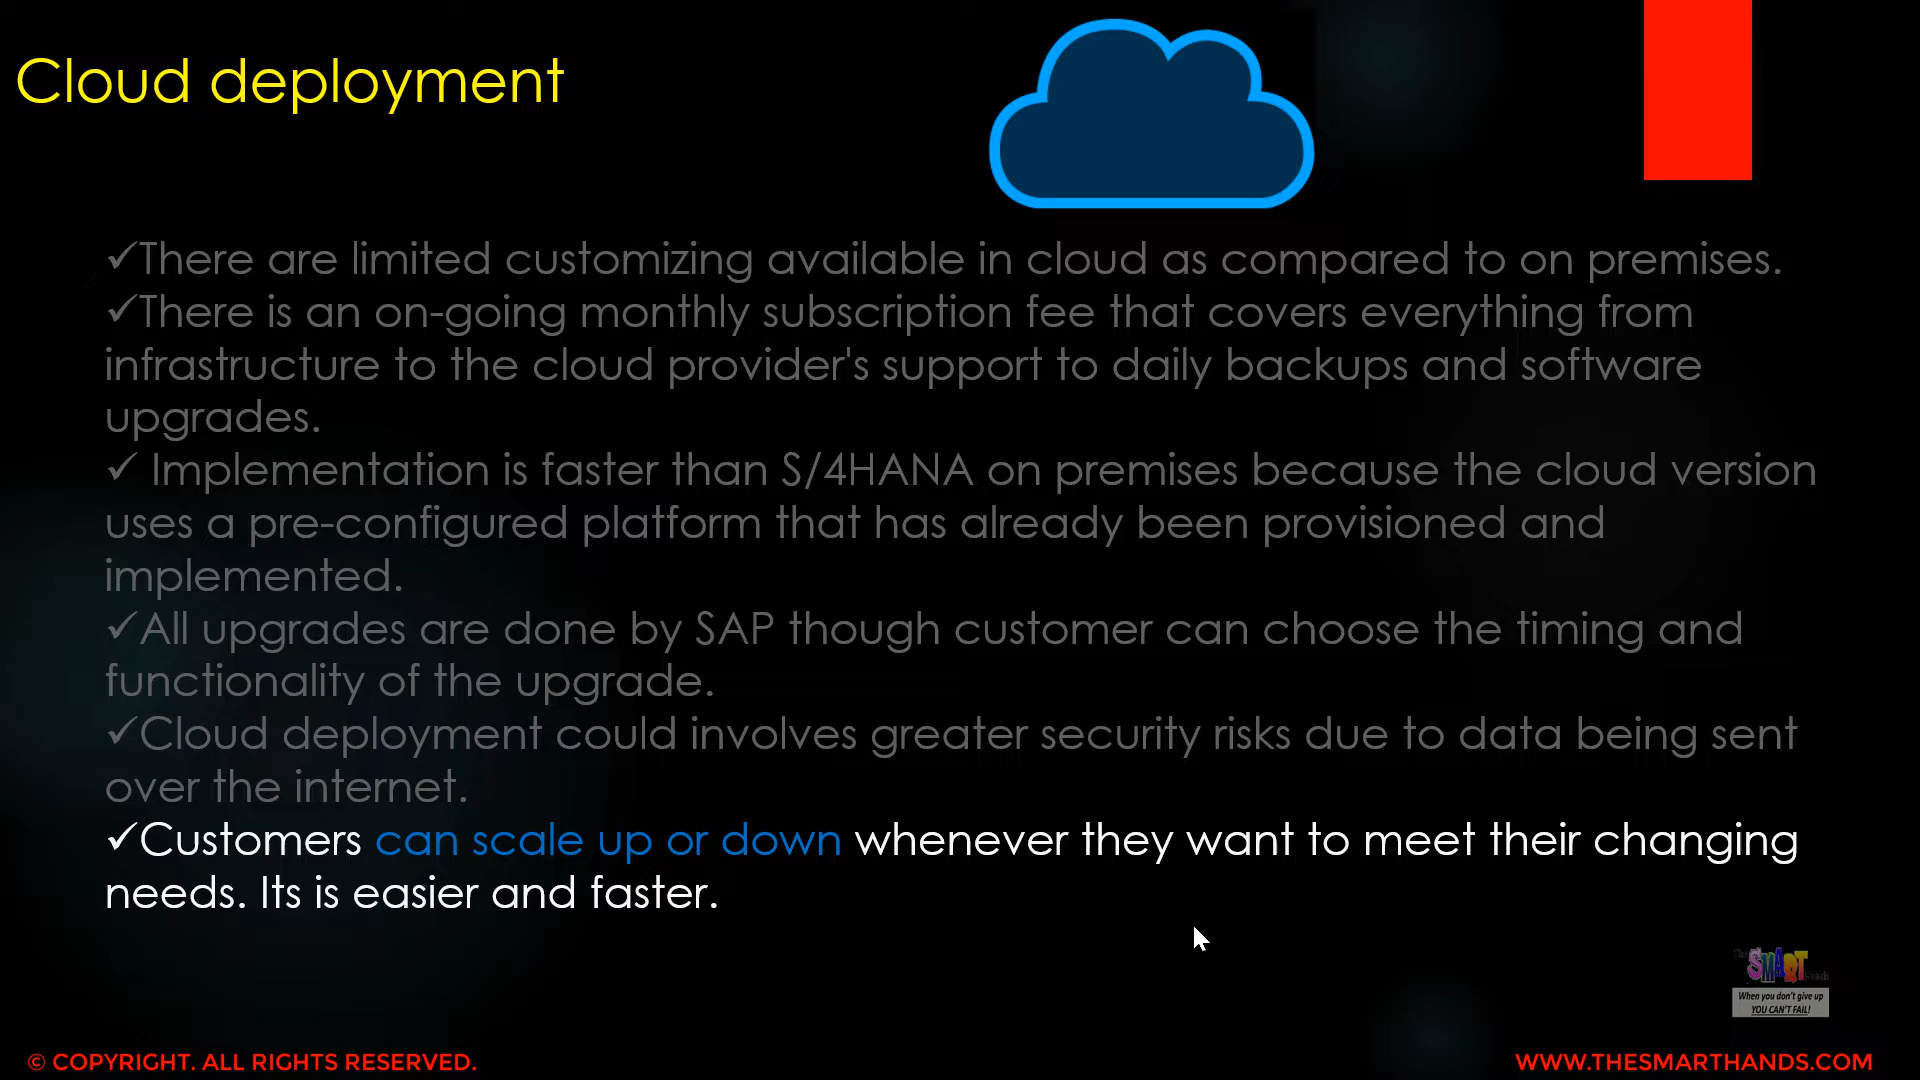 Cloud deployment
✓There are limited customizing available in cloud as compared to on premises.
✓There is an on-going monthly subscription fee that covers everything from
infrastructure to the cloud provider's support to daily backups and software
upgrades.
✓ Implementation is faster than S/4HANA on premises because the cloud version
uses a pre-configured platform that has already been provisioned and
implemented.
✓All upgrades are done by SAP though customer can choose the timing and
functionality of the upgrade.
✓Cloud deployment could involves greater security risks due to data being sent
over the internet.
✓Customers can scale up or down whenever they want to meet their changing
needs. Its is easier and faster.
SMART
When you don't give up
YOU CAN'T FAIL!
© COPYRIGHT. ALL RIGHTS RESERVED.
WWW.THESMARTHANDS.COM